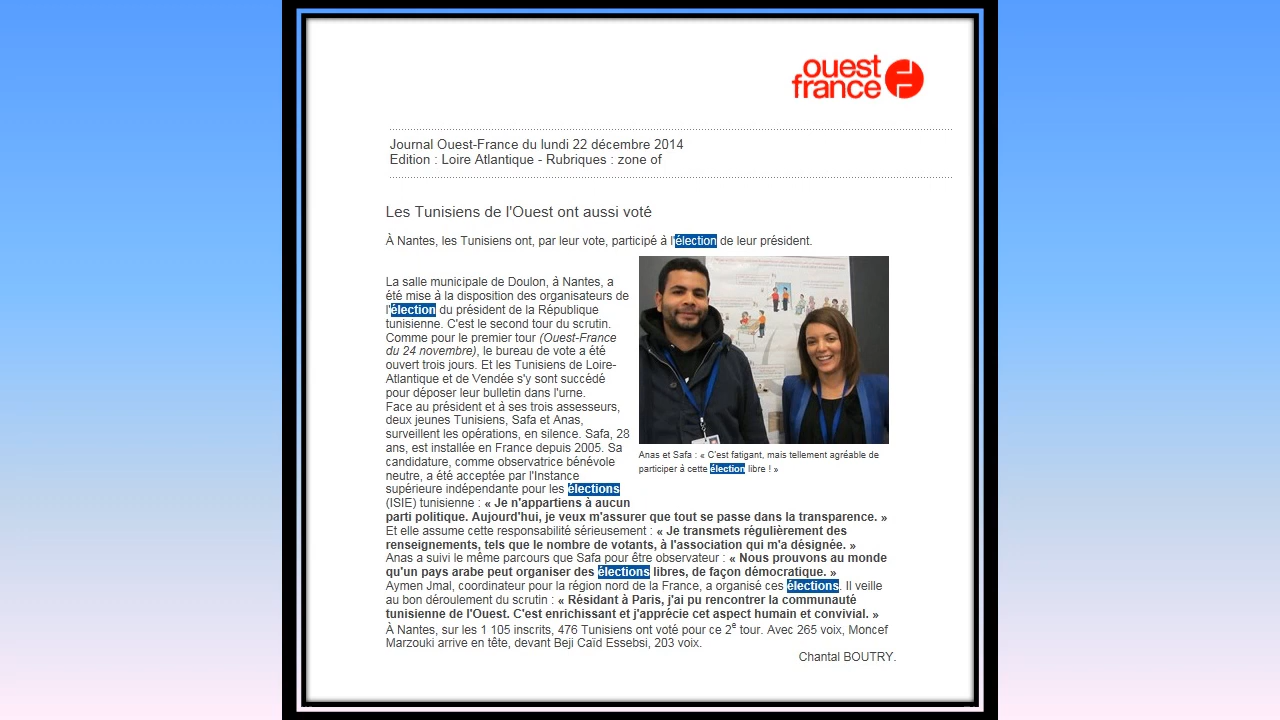 ouest
france
Journal Ouest-France du lundi 22 décembre 2014
Edition : Loire Atlantique - Rubriques : zone of
Les Tunisiens de l'Ouest ont aussi voté
À Nantes, les Tunisiens ont, par leur vote, participé à l'élection de leur président.
La salle municipale de Doulon, à Nantes, a
été mise à la disposition des organisateurs de
l'élection du président de la République
tunisienne. C'est le second tour du scrutin.
Comme pour le premier tour (Ouest-France
du 24 novembre), le bureau de vote a été
ouvert trois jours. Et les Tunisiens de Loire-
Atlantique et de Vendée s'y sont succédé
pour déposer leur bulletin dans l'urne.
Face au président et à ses trois assesseurs,
deux jeunes Tunisiens, Safa et Anas,
surveillent les opérations, en silence. Safa, 28
ans, est installée en France depuis 2005. Sa
candidature, comme observatrice bénévole
neutre, a été acceptée par l'Instance
supérieure indépendante pour les élections
(ISIE) tunisienne : « Je n'appartiens à aucun
parti politique. Aujourd'hui, je veux m'assurer que tout se passe dans la transparence. »
Et elle assume cette responsabilité sérieusement : « Je transmets régulièrement des
renseignements, tels que le nombre de votants, à l'association qui m'a désignée. »
Anas a suivi le même parcours que Safa pour être observateur : « Nous prouvons au monde
qu'un pays arabe peut organiser des élections libres, de façon démocratique. »
Aymen Jmal, coordinateur pour la région nord de la France, a organisé ces élections. Il veille
au bon déroulement du scrutin : « Résidant à Paris, j'ai pu rencontrer la communauté
tunisienne de l'Ouest. C'est enrichissant et j'apprécie cet aspect humain et convivial. »
À Nantes, sur les 1 105 inscrits, 476 Tunisiens ont voté pour ce 2e tour. Avec 265 voix, Moncef
Marzouki arrive en tête, devant Beji Caïd Essebsi, 203 voix.
Chantal BOUTRY.
Anas et Safa : « C'est fatigant, mais tellement agréable de
participer à cette élection libre ! »